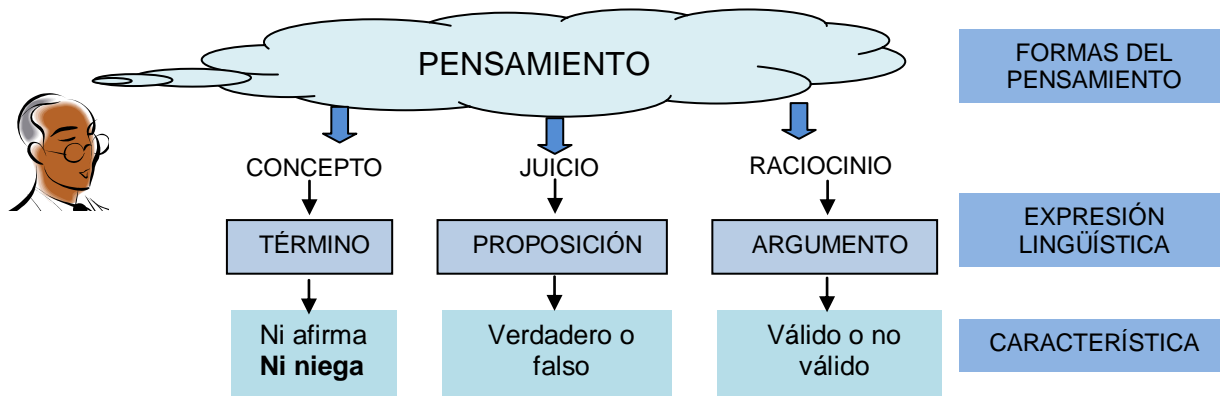 PENSAMIENTO
FORMAS DEL
PENSAMIENTO
CONCEPTO
JUICIO
RACIOCINIO
TÉRMINO
PROPOSICIÓN
ARGUMENTO
EXPRESIÓN
LINGÜÍSTICA
Ni afirma
Ni niega
Verdadero o
falso
Válido o no
válido
CARACTERÍSTICA